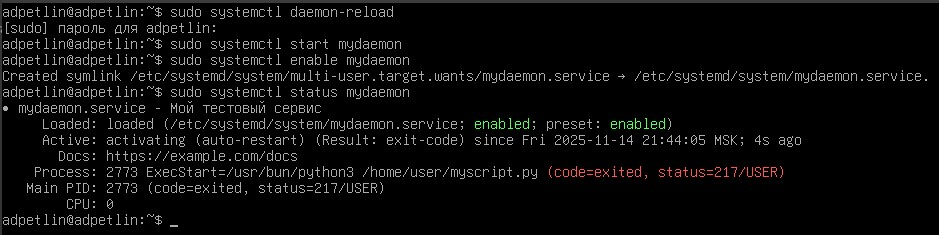 adpetlin@adpetlin:~$ sudo systemctl daemon-reload
[sudo] пароль для adpetlin:
adpetlin@adpetlin:~$ sudo systemctl start mydaemon
adpetlin@adpetlin:~$ sudo systemctl enable mydaemon
Created symlink /etc/systemd/system/multi-user.target.wants/mydaemon.service → /etc/systemd/system/mydaemon.service.
adpetlin@adpetlin:~$ sudo systemctl status mydaemon
● mydaemon.service - Мой тестовый сервис
Loaded: loaded (/etc/systemd/system/mydaemon.service; enabled; preset: enabled)
Active: activating (auto-restart) (Result: exit-code) since Fri 2025-11-14 21:44:05 MSK; 4s ago
Docs: https://example.com/docs
Process: 2773 ExecStart=/usr/bun/python3 /home/user/myscript.py (code=exited, status=217/USER)
Main PID: 2773 (code=exited, status=217/USER)
CPU: 0
adpetlin@adpetlin:~$ _